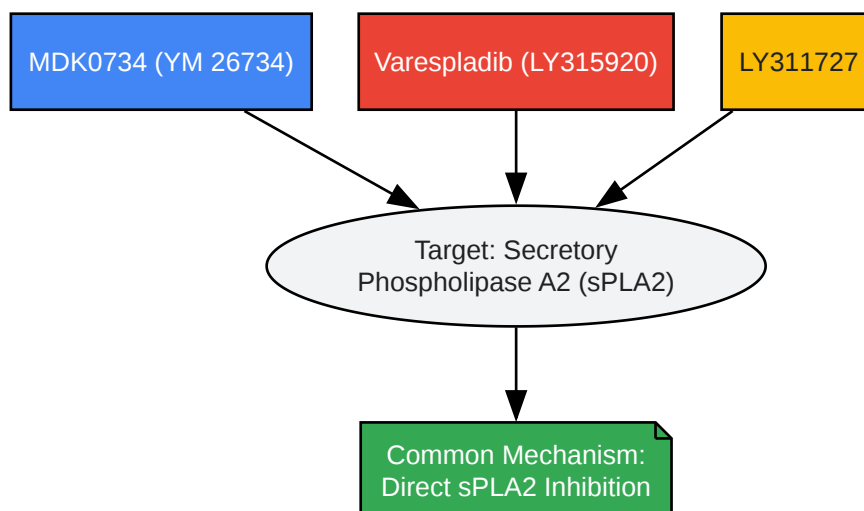 MDK0734 (YM 26734)
Varespladib (LY315920)
LY311727
Target: Secretory
Phospholipase A2 (sPLA2)
Common Mechanism:
Direct sPLA2 Inhibition